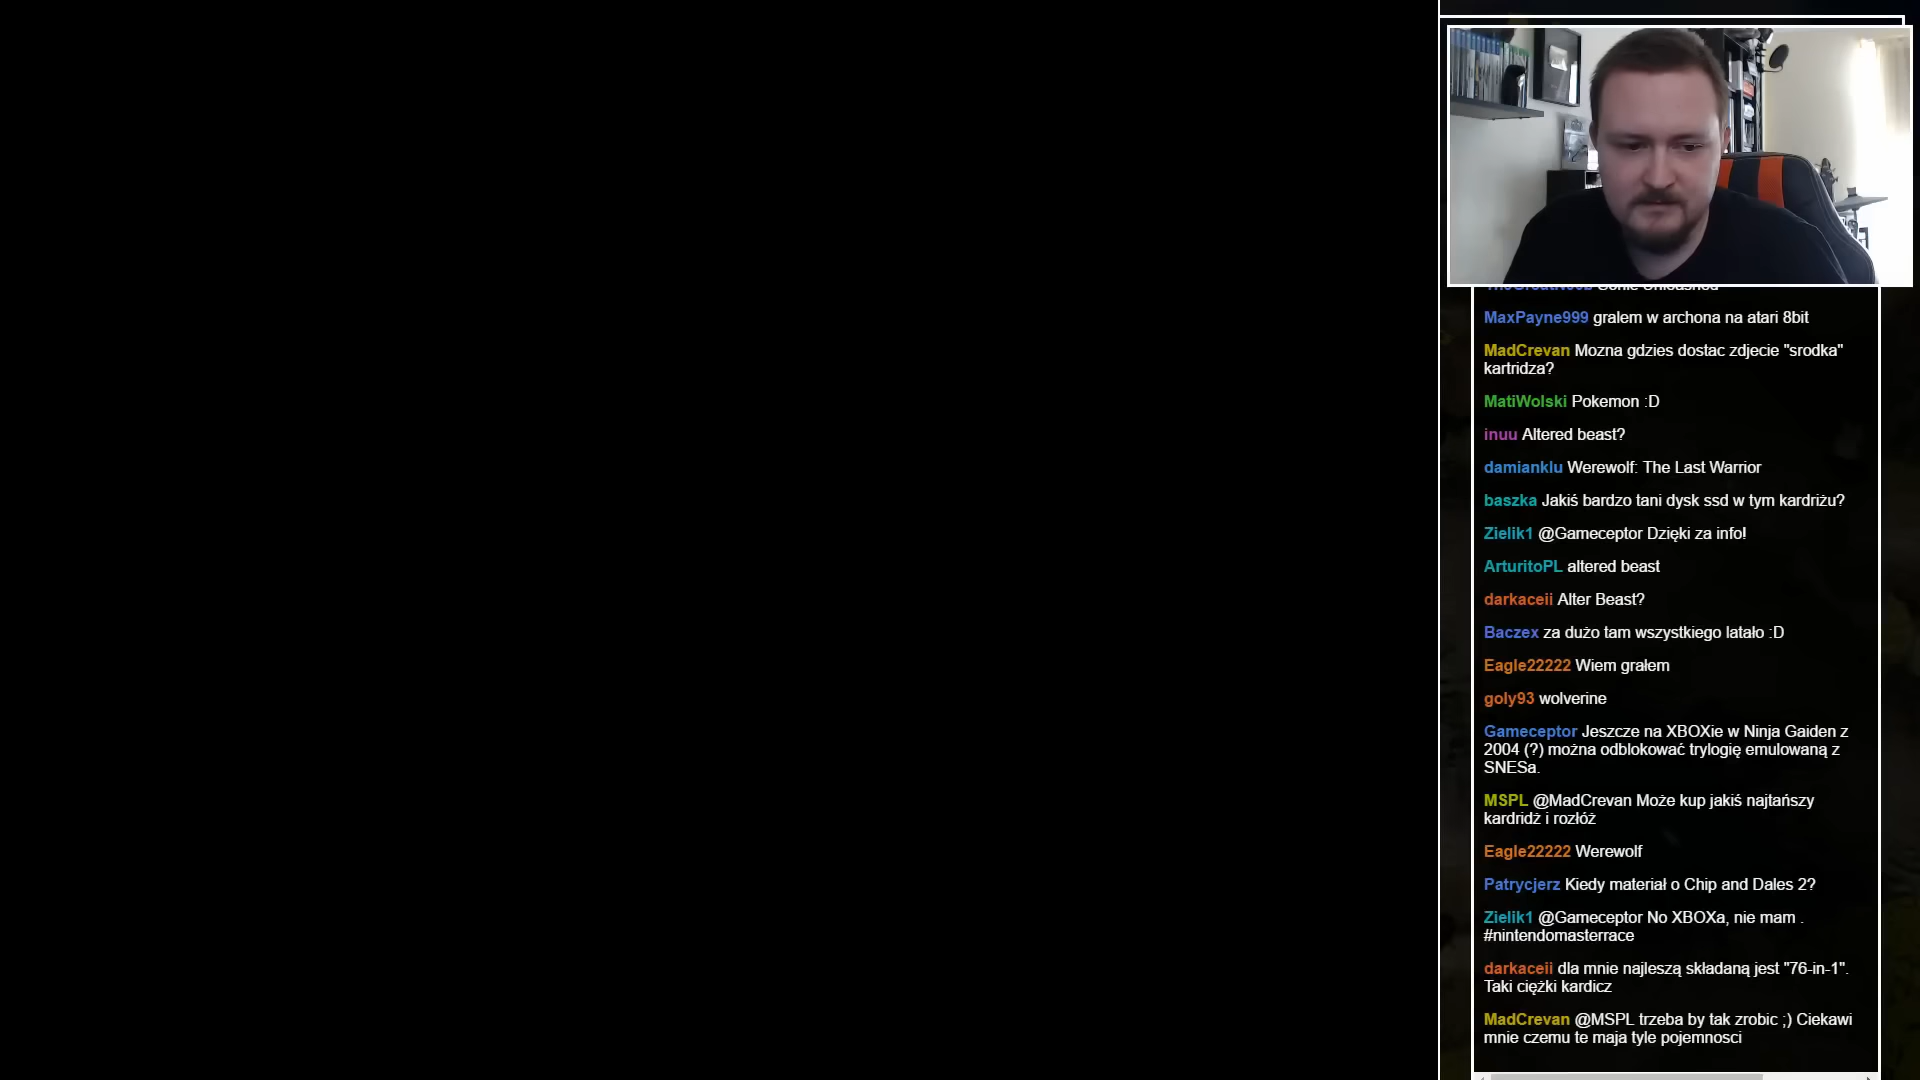 MaxPayne999 gralem w archona na atari 8bit
MadCrevan Mozna gdzies dostac zdjecie "srodka"
kartridza?
MatiWolski Pokemon :D
inuu Altered beast?
damianklu Werewolf: The Last Warrior
baszka Jakiś bardzo tani dysk ssd w tym kardriżu?
Zielik1 @Gameceptor Dzięki za info!
ArturitoPL altered beast
darkaceii Alter Beast?
Baczex za dużo tam wszystkiego latało :D
Eagle22222 Wiem grałem
goly93 wolverine
Gameceptor Jeszcze na XBOXie w Ninja Gaiden z
2004 (?) można odblokować trylogię emulowaną z
SNESa.
MSPL @MadCrevan Może kup jakiś najtańszy
kardridż i rozłóż
Eagle22222 Werewolf
Patrycjerz Kiedy materiał o Chip and Dales 2?
Zielik1 @Gameceptor No XBOXa, nie mam .
#nintendomasterrace
darkaceii dla mnie najleszą składaną jest "76-in-1".
Taki ciężki kardicz
MadCrevan @MSPL trzeba by tak zrobic ;) Ciekawi
mnie czemu te maja tyle pojemnosci